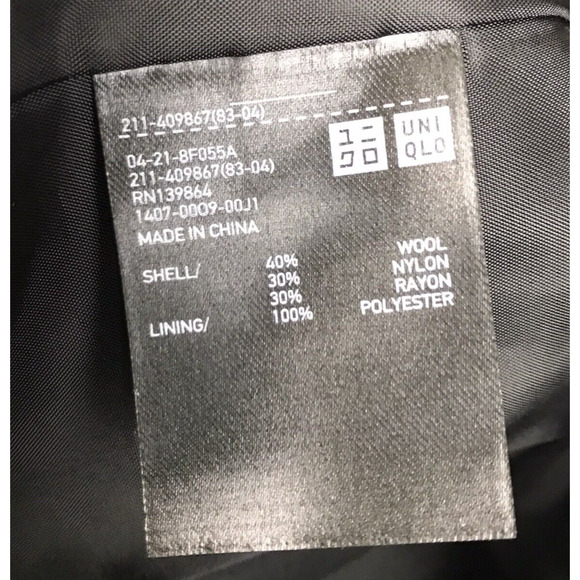 211-409867(83-04)
ユニ
クロ
UNI
QLO
04-21-8F055A
211-409867(83-04)
RN139864
1407-0009-00J1
MADE IN CHINA
SHELL/ 40% WOOL
30% NYLON
30% RAYON
LINING/ 100% POLYESTER